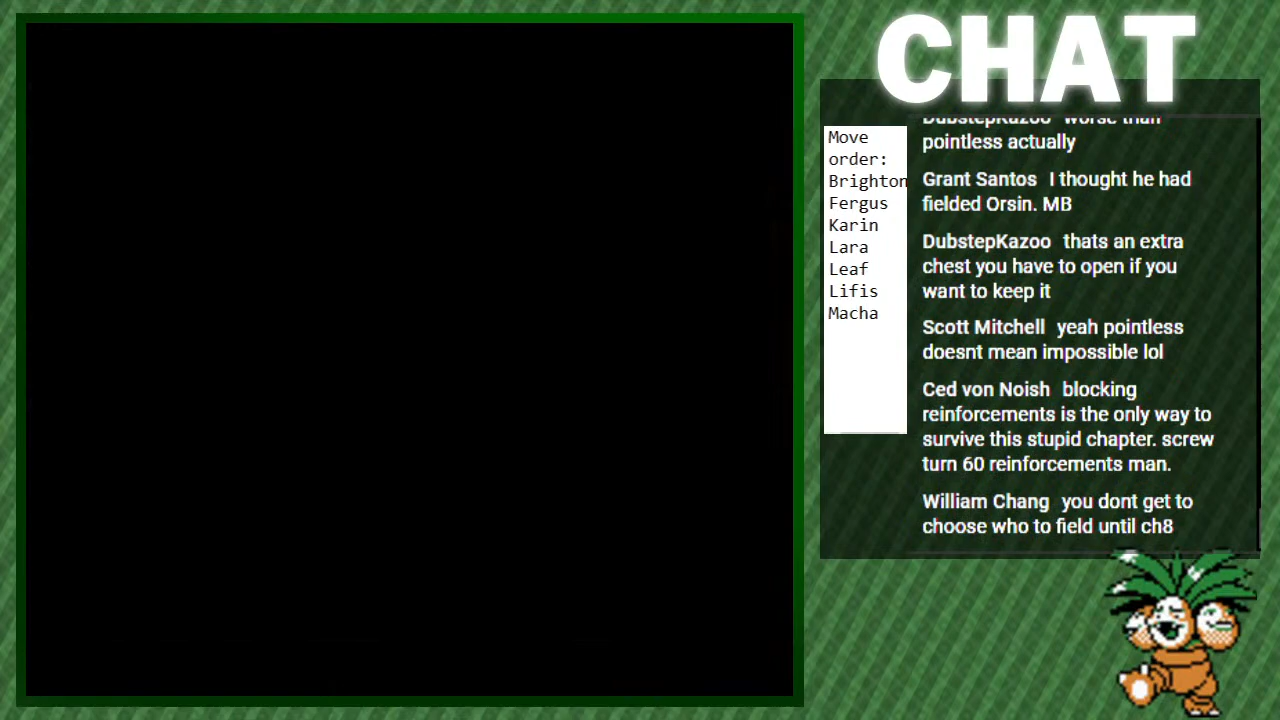 CHAT
Move
order:
Brighton
Fergus
Karin
Lara
Leaf
Lifis
Macha
DubstepKazoo worse than
pointless actually
Grant Santos I thought he had
fielded Orsin. MB
DubstepKazoo thats an extra
chest you have to open if you
want to keep it
Scott Mitchell yeah pointless
doesnt mean impossible lol
Ced von Noish blocking
reinforcements is the only way to
survive this stupid chapter. screw
turn 60 reinforcements man.
William Chang you dont get to
choose who to field until ch8